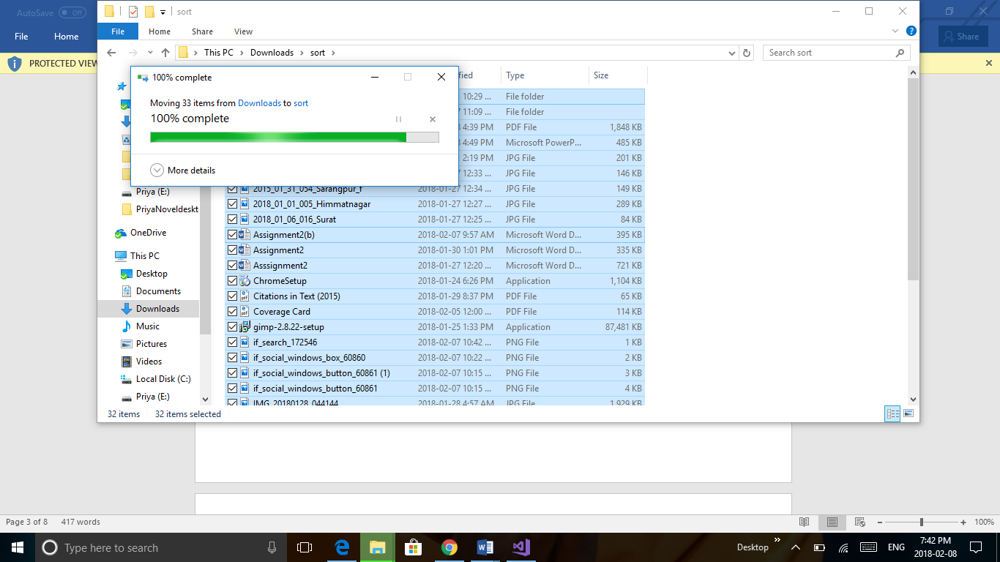 AutoSave Off
File Home
Share
PROTECTED VIEW
sort
File Home Share View
This PC > Downloads > sort >
Search sort
100% complete
Moving 33 items from Downloads to sort
100% complete
More details
Type Size
10:29 ... File folder
11:09 ... File folder
4:39 PM PDF File 1,848 KB
4:49 PM Microsoft PowerP... 485 KB
2:19 PM JPG File 201 KB
12:33 ... JPG File 146 KB
2015_01_31_054_Sarangpur_f 2018-01-27 12:34 ... JPG File 149 KB
2018_01_01_005_Himmatnagar 2018-01-27 12:27 ... JPG File 289 KB
2018_01_06_016_Surat 2018-01-27 12:25 ... JPG File 84 KB
Assignment2(b) 2018-02-07 9:57 AM Microsoft Word D... 395 KB
Assignment2 2018-01-30 1:01 PM Microsoft Word D... 335 KB
Asssignment2 2018-01-27 12:20 ... Microsoft Word D... 721 KB
ChromeSetup 2018-01-24 6:26 PM Application 1,104 KB
Citations in Text (2015) 2018-01-29 8:37 PM PDF File 65 KB
Coverage Card 2018-02-05 12:00 ... PDF File 114 KB
gimp-2.8.22-setup 2018-01-25 1:33 PM Application 87,481 KB
if_search_172546 2018-02-07 10:42 ... PNG File 1 KB
if_social_windows_box_60860 2018-02-07 10:22 ... PNG File 2 KB
if_social_windows_button_60861 (1) 2018-02-07 10:15 ... PNG File 3 KB
if_social_windows_button_60861 2018-02-07 10:15 ... PNG File 4 KB
IMG_20180128_044144 2018-01-28 4:57 AM JPG File 1,929 KB
Priya (E:)
PriyaNoveldeskt
OneDrive
This PC
Desktop
Documents
Downloads
Music
Pictures
Videos
Local Disk (C:)
Priya (E:)
32 items 32 items selected
Page 3 of 8 417 words
100%
Type here to search
Desktop
ENG
7:42 PM
2018-02-08